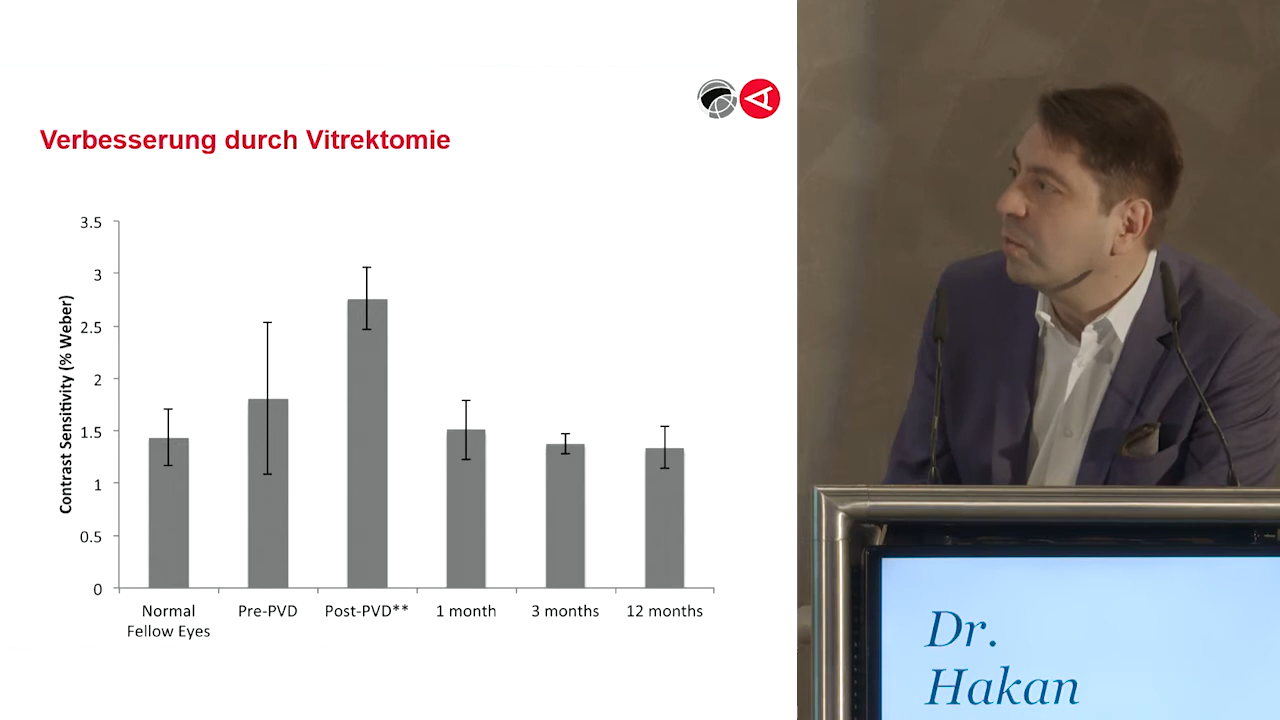 Verbesserung durch Vitrektomie
3.5
3
2.5
2
1.5
1
0.5
0
Contrast Sensitivity (% Weber)
Normal
Fellow Eyes
Pre-PVD
Post-PVD**
1 month
3 months
12 months
Dr.
Hakan